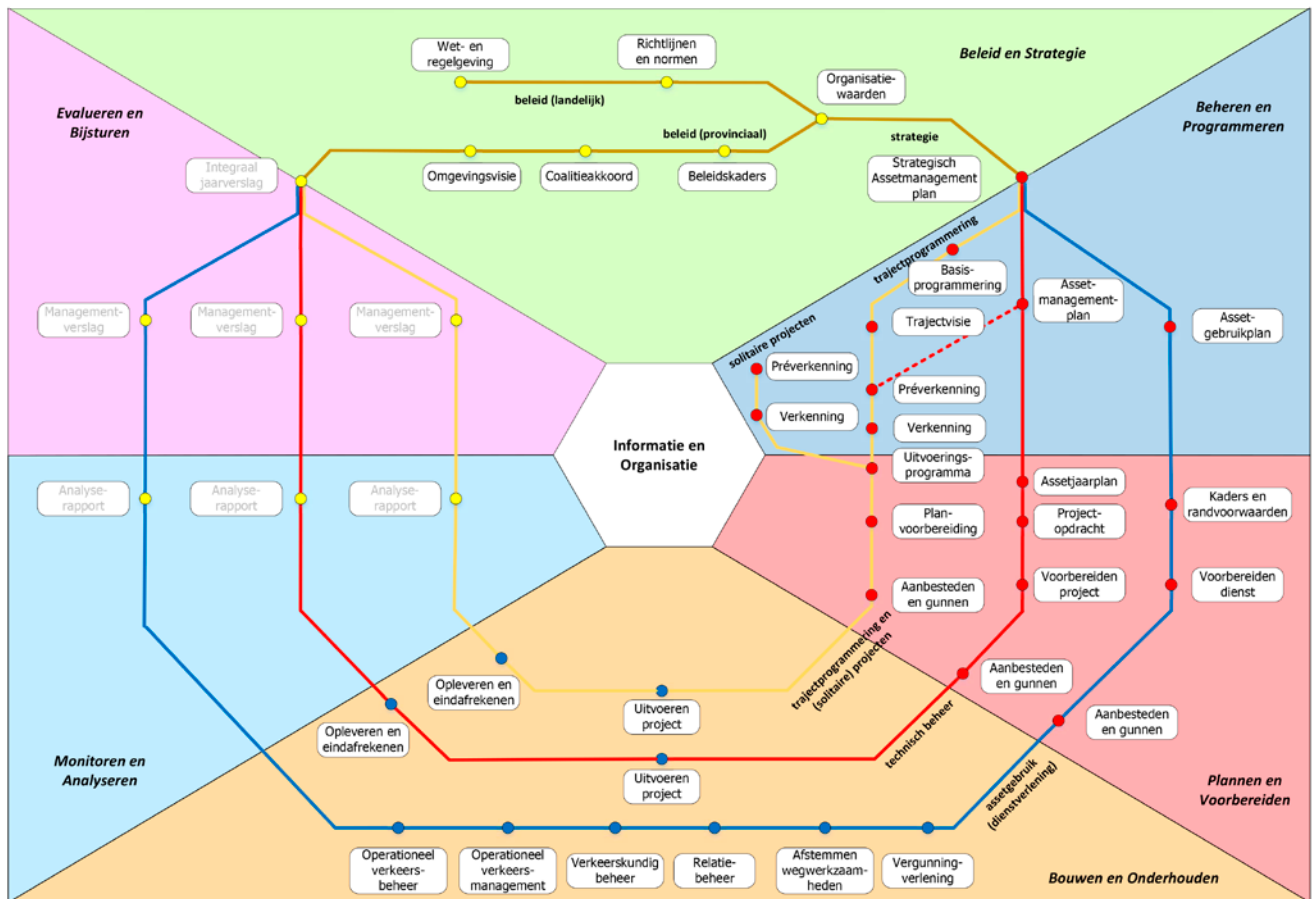 Beleid en Strategie
Wet- en
regelgeving
Richtlijnen
en normen
Organisatie-
waarden
beleid (landelijk)
beleid (provinciaal)
strategie
Omgevingsvisie
Coalitieakkoord
Beleidskaders
Strategisch
Assetmanagement
plan
Evalueren en
Bijsturen
Integraal
jaarverslag
Management-
verslag
Management-
verslag
Management-
verslag
Beheren en
Programmeren
trajectprogrammering
Basis-
programmering
Asset-
management-
plan
Trajectvisie
Asset-
gebruikplan
solitaire projecten
Préverkenning
Préverkenning
Verkenning
Verkenning
Informatie en
Organisatie
Uitvoerings-
programma
Assetjaarplan
Kaders en
randvoorwaarden
Plan-
voorbereiding
Project-
opdracht
Aanbesteden
en gunnen
Voorbereiden
project
Voorbereiden
dienst
Aanbesteden
en gunnen
Aanbesteden
en gunnen
Plannen en
Voorbereiden
Analyse-
rapport
Analyse-
rapport
Analyse-
rapport
Monitoren en
Analyseren
Opleveren en
eindafrekenen
Opleveren en
eindafrekenen
Uitvoeren
project
Uitvoeren
project
trajectprogrammering en
(solitaire) projecten
technisch beheer
assetgebruik
(dienstverlening)
Operationeel
verkeers-
beheer
Operationeel
verkeers-
management
Verkeerskundig
beheer
Relatie-
beheer
Afstemmen
wegwerkzaam-
heden
Vergunning-
verlening
Bouwen en Onderhouden